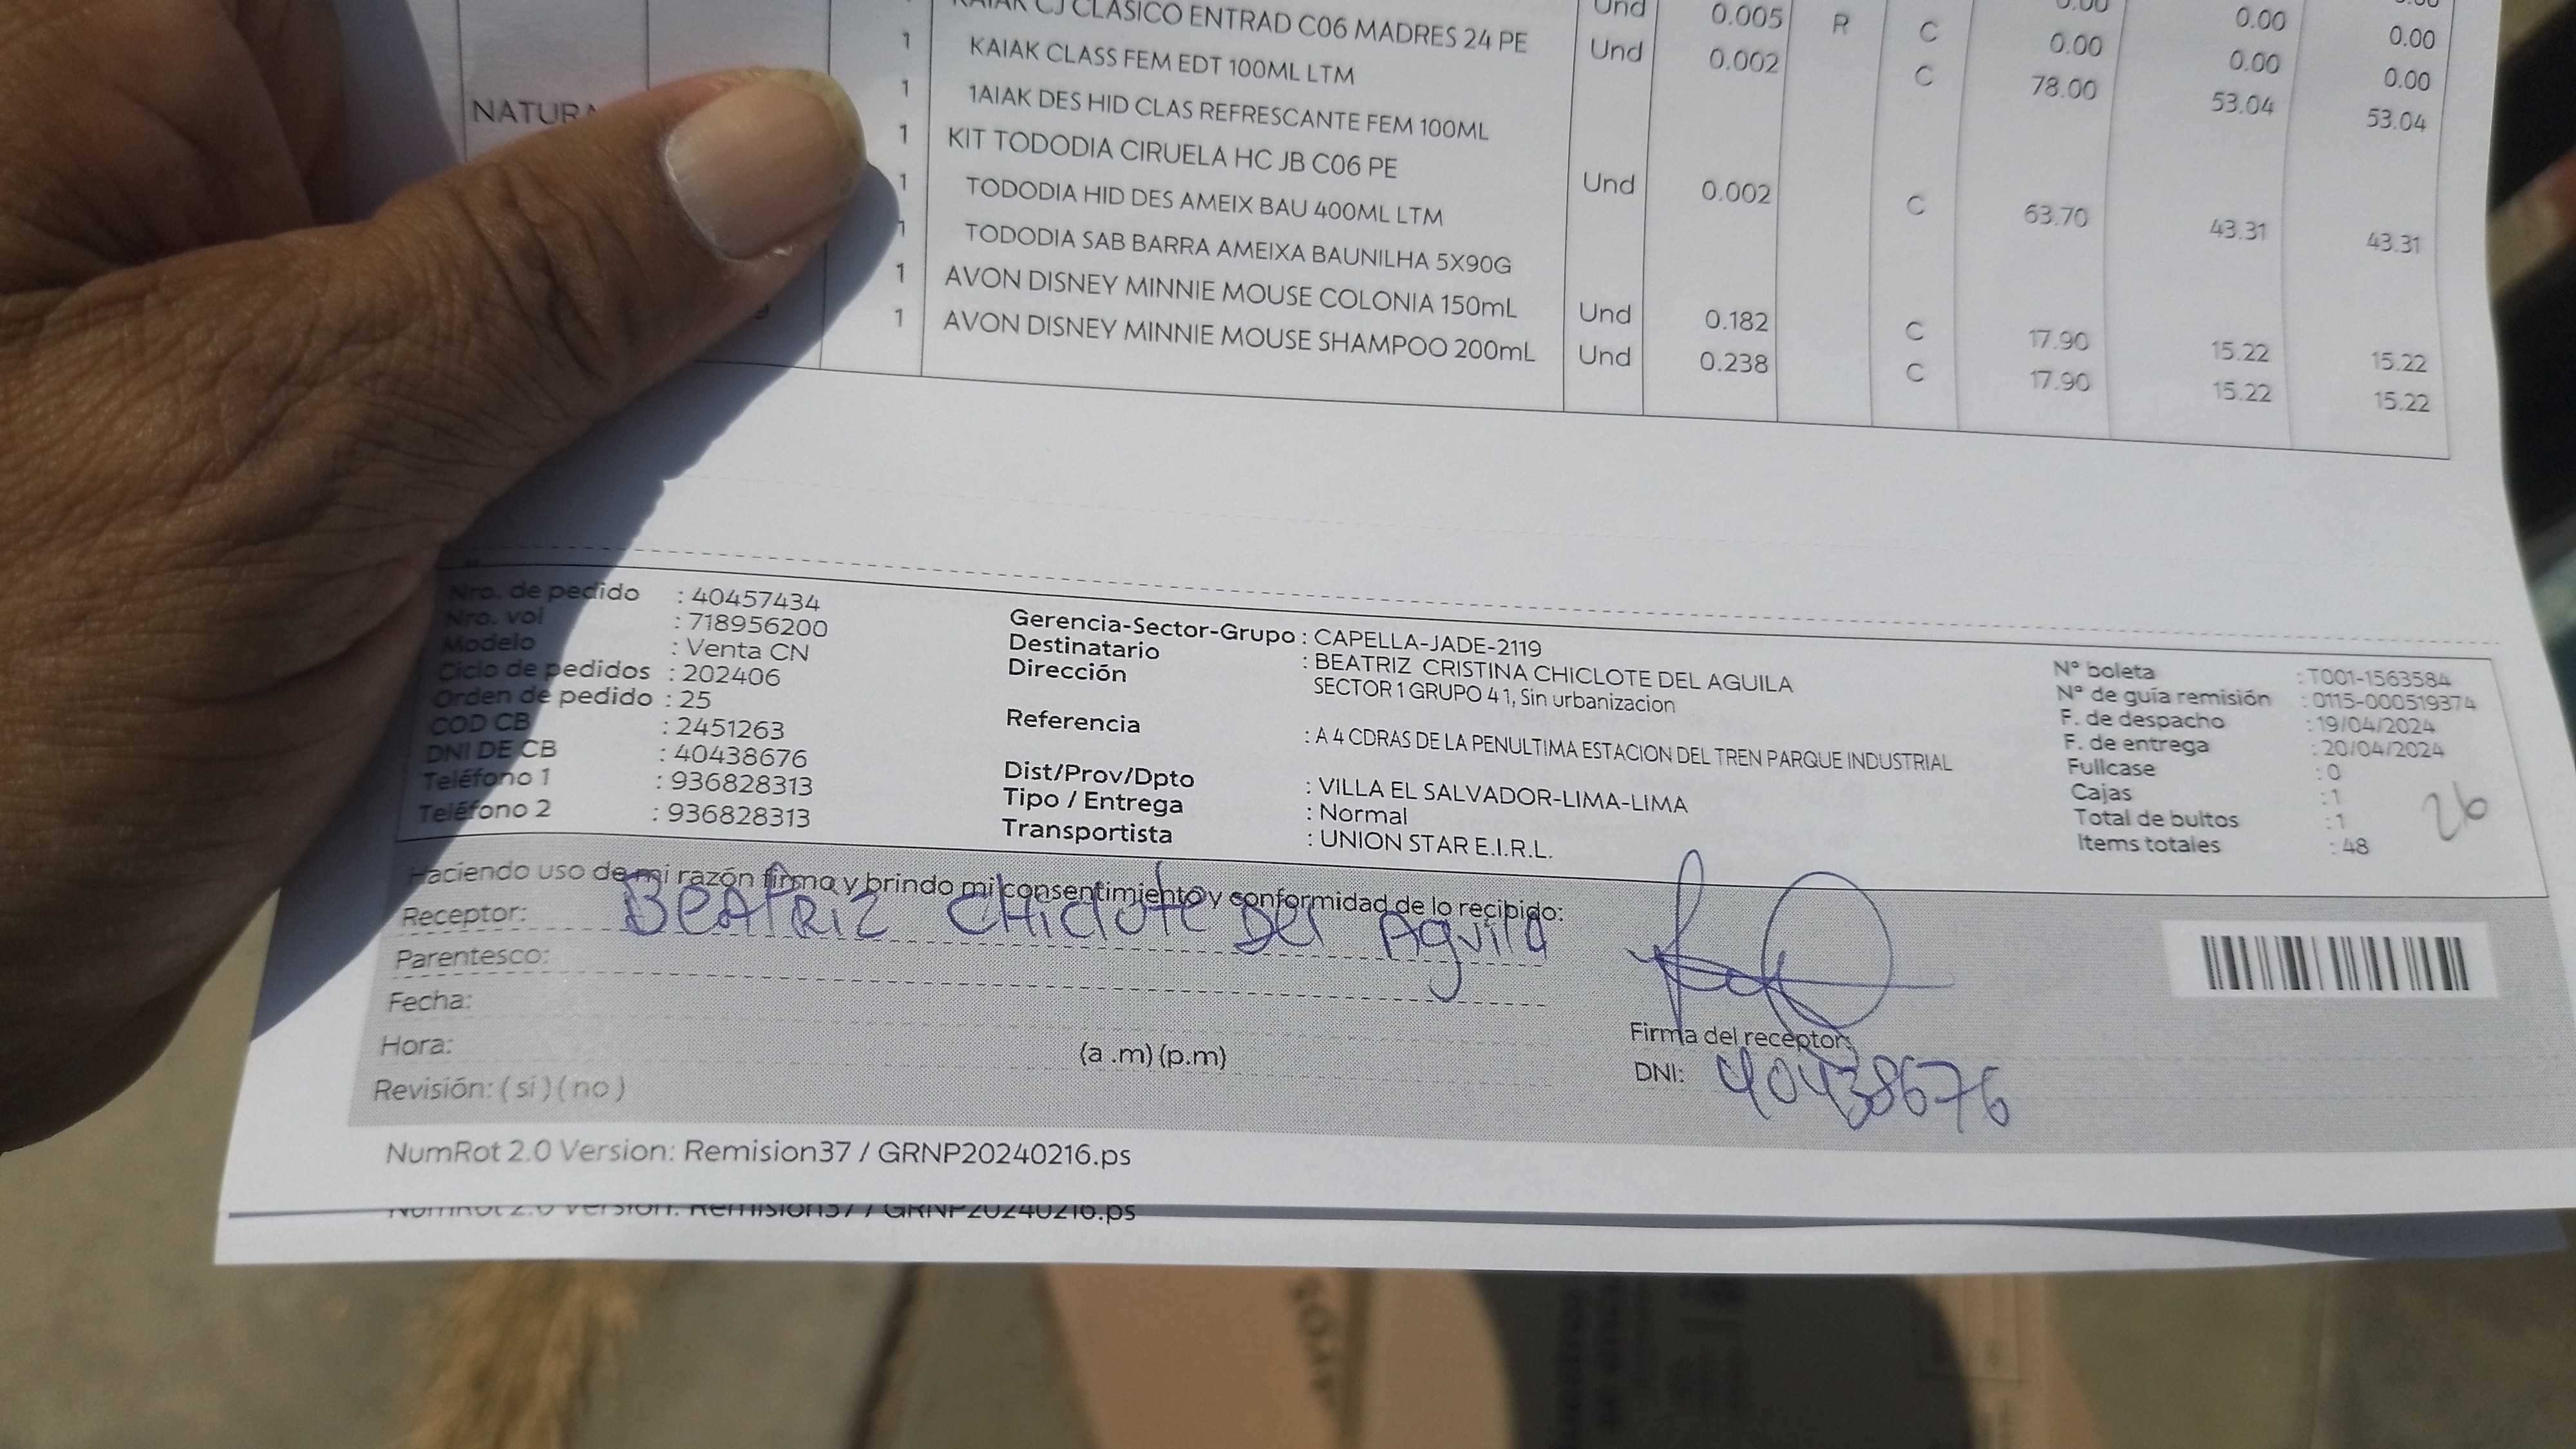 KAIAK CJ CLASICO ENTRAD C06 MADRES 24 PE Und 0.005 R C 0.00 0.00 0.00
1 KAIAK CLASS FEM EDT 100ML LTM Und 0.002 C 0.00 0.00 0.00
1 1AIAK DES HID CLAS REFRESCANTE FEM 100ML 78.00 53.04 53.04
NATURA 1 KIT TODODIA CIRUELA HC JB C06 PE Und 0.002 C 63.70 43.31 43.31
1 TODODIA HID DES AMEIX BAU 400ML LTM
1 TODODIA SAB BARRA AMEIXA BAUNILHA 5X90G
1 AVON DISNEY MINNIE MOUSE COLONIA 150mL Und 0.182 C 17.90 15.22 15.22
1 AVON DISNEY MINNIE MOUSE SHAMPOO 200mL Und 0.238 C 17.90 15.22 15.22
Nro. de pedido : 40457434
Nro. vol : 718956200
Modelo : Venta CN
Ciclo de pedidos : 202406
Orden de pedido : 25
COD CB : 2451263
DNI DE CB : 40438676
Teléfono 1 : 936828313
Teléfono 2 : 936828313
Gerencia-Sector-Grupo : CAPELLA-JADE-2119
Destinatario : BEATRIZ CRISTINA CHICLOTE DEL AGUILA
Dirección SECTOR 1 GRUPO 4 1, Sin urbanizacion
Referencia : A 4 CDRAS DE LA PENULTIMA ESTACION DEL TREN PARQUE INDUSTRIAL
Dist/Prov/Dpto : VILLA EL SALVADOR-LIMA-LIMA
Tipo / Entrega : Normal
Transportista : UNION STAR E.I.R.L.
N° boleta : T001-1563584
N° de guía remisión : 0115-000519374
F. de despacho : 19/04/2024
F. de entrega : 20/04/2024
Fullcase : 0
Cajas : 1
Total de bultos : 1
Items totales : 48
26
Haciendo uso de mi razón firmo y brindo mi consentimiento y conformidad de lo recibido:
Receptor: Beatriz Chiclote Del Aguila
Parentesco:
Fecha:
Hora: (a .m) (p.m)
Revisión: ( si ) ( no )
Firma del receptor:
DNI: 40438676
NumRot 2.0 Version: Remision37 / GRNP20240216.ps
NumRot 2.0 Version: Remision37 / GRNP20240216.ps